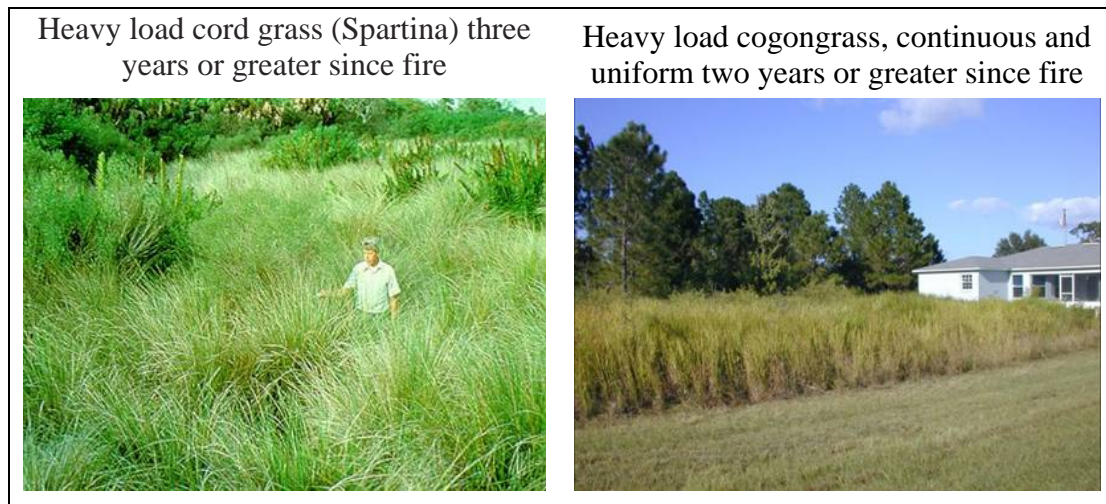 Heavy load cord grass (Spartina) three
years or greater since fire
Heavy load cogongrass, continuous and
uniform two years or greater since fire